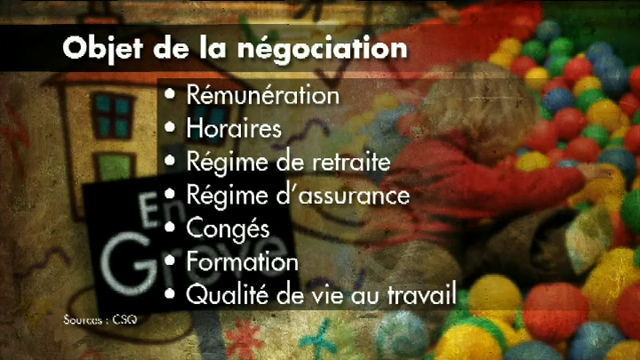 Objet de la négociation
• Rémunération
• Horaires
• Régime de retraite
• Régime d'assurance
• Congés
• Formation
• Qualité de vie au travail
En
Grève
Sources : CSQ